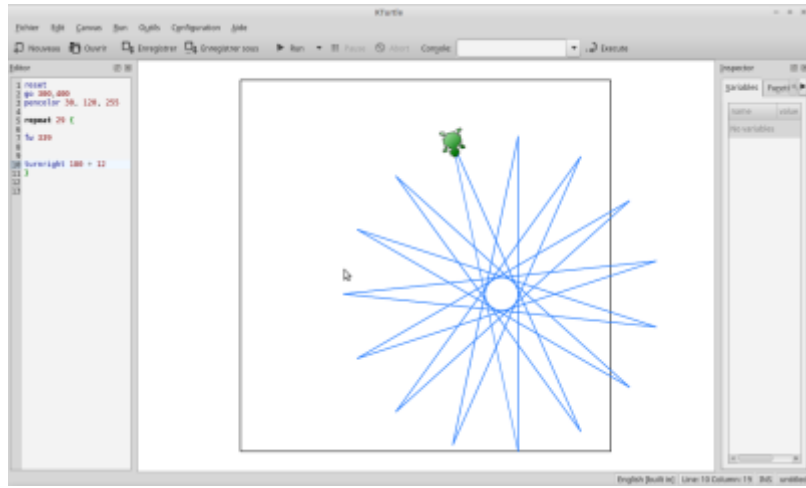 KTurtle
Fichier Edit Canvas Run Outils Configuration Aide
Nouveau Ouvrir Enregistrer Enregistrer sous Run Pause Abort Console: Execute
Editor
1 reset
2 go 300,400
3 pencolor 30, 120, 255
4
5 repeat 29 {
6
7 fw 339
8
9
10 turnright 180 + 12
11 }
12
13
Inspector
Variables
name value
No variables
English [built in] Line: 10 Column: 19 INS